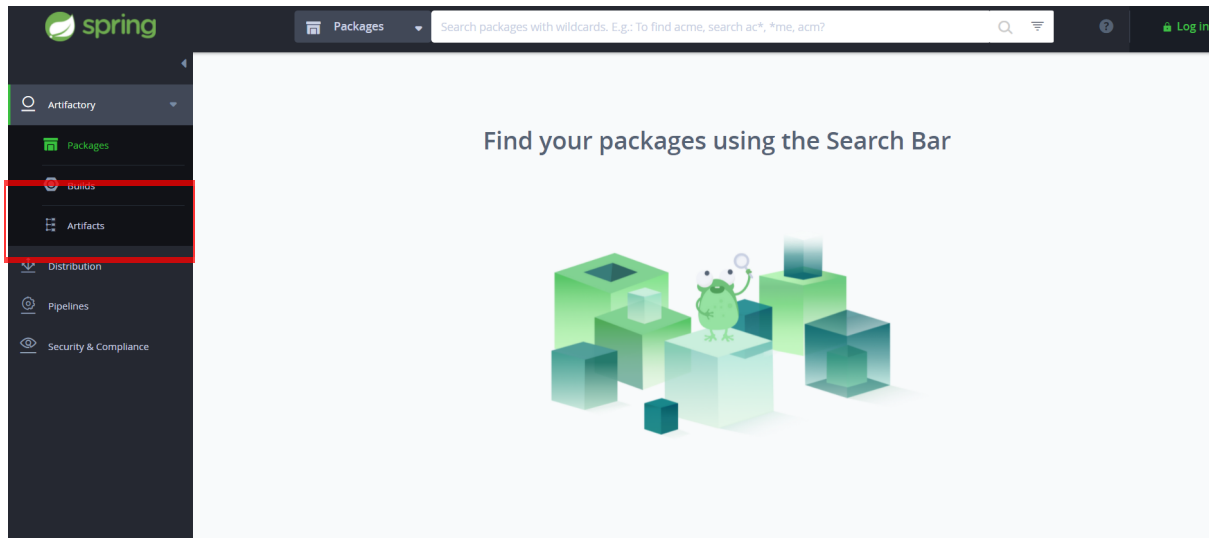 spring
Packages
Search packages with wildcards. E.g.: To find acme, search ac*, *me, acm?
?
Log in
Artifactory
Packages
Builds
Artifacts
Distribution
Pipelines
Security & Compliance
Find your packages using the Search Bar